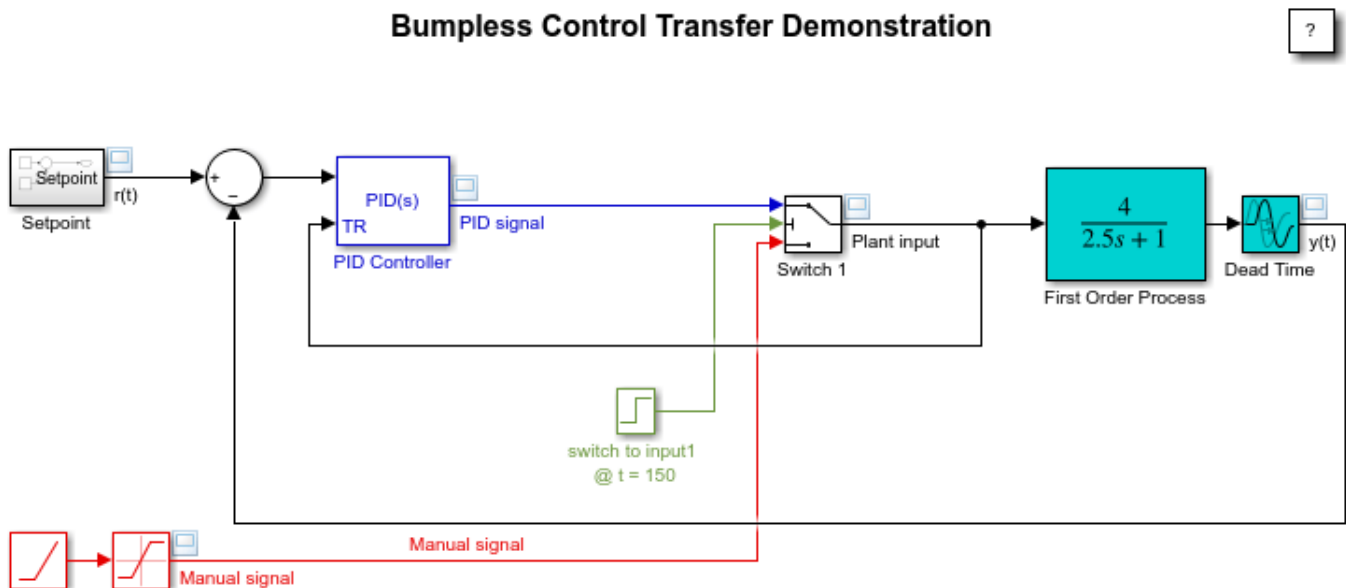 Bumpless Control Transfer Demonstration
?
Setpoint
r(t)
Setpoint
+
−
PID(s)
TR
PID Controller
PID signal
Switch 1
Plant input
4
2.5s + 1
First Order Process
Dead Time
y(t)
switch to input1
@ t = 150
Manual signal
Manual signal